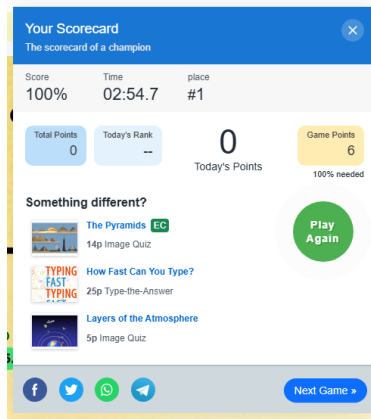 Your Scorecard
The scorecard of a champion
Score Time place
100% 02:54.7 #1
Total Points Today's Rank Game Points
0 -- 0 6
Today's Points
100% needed
Something different?
The Pyramids EC
14p Image Quiz
Play
Again
TYPING
FAST
TYPING
How Fast Can You Type?
25p Type-the-Answer
Layers of the Atmosphere
5p Image Quiz
Next Game »